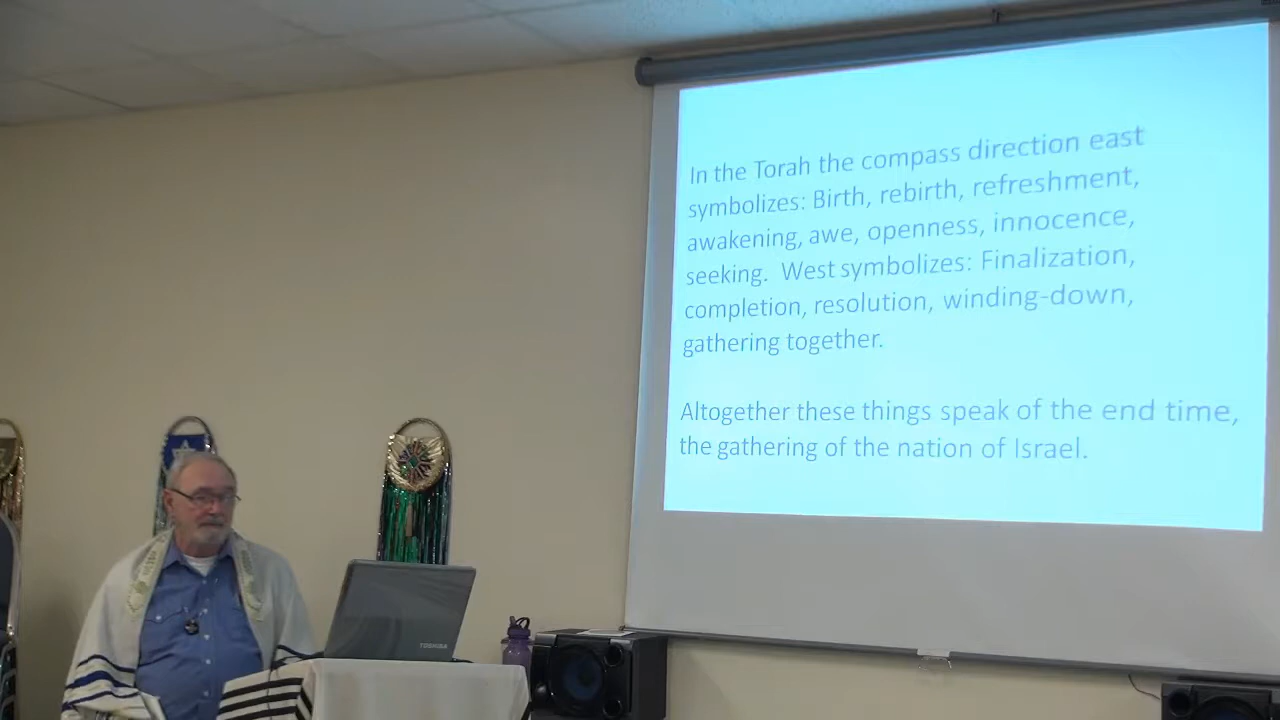 In the Torah the compass direction east
symbolizes: Birth, rebirth, refreshment,
awakening, awe, openness, innocence,
seeking.  West symbolizes: Finalization,
completion, resolution, winding-down,
gathering together.
Altogether these things speak of the end time,
the gathering of the nation of Israel.
TOSHIBA